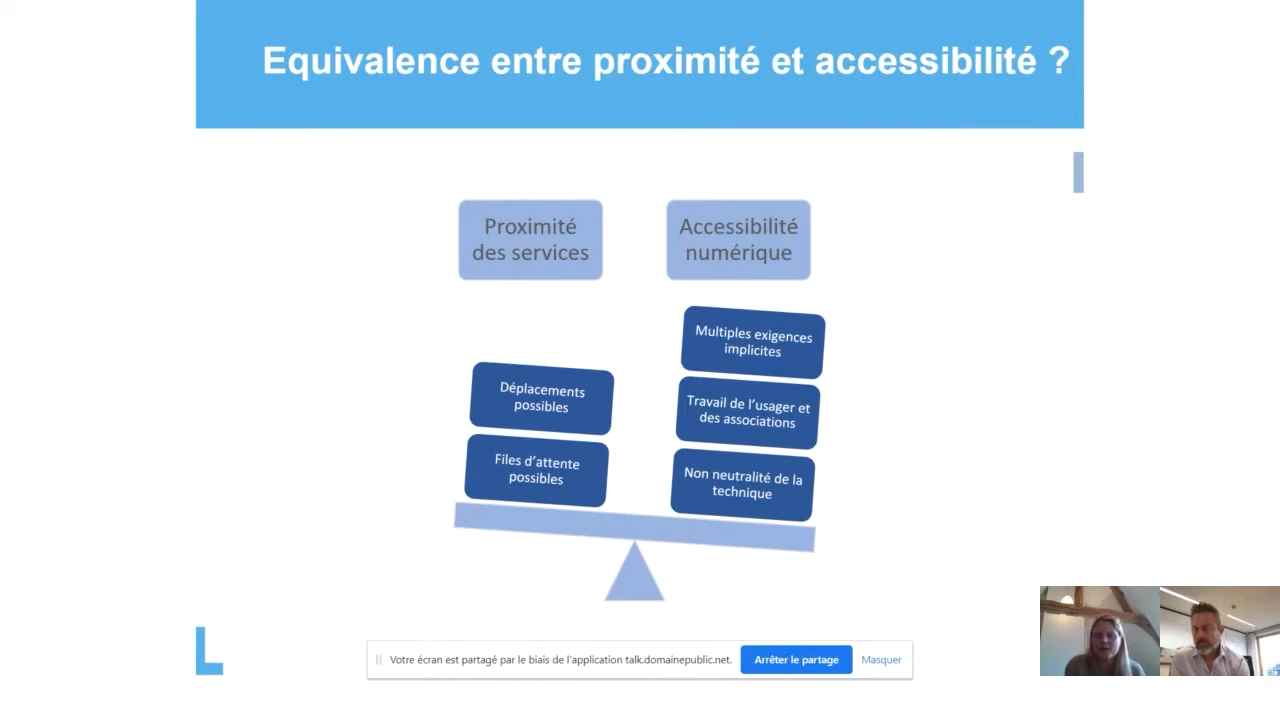 Equivalence entre proximité et accessibilité ?
Proximité
des services
Accessibilité
numérique
Multiples exigences
implicites
Déplacements
possibles
Travail de l'usager et
des associations
Files d'attente
possibles
Non neutralité de la
technique
Votre écran est partagé par le biais de l'application talk.domainepublic.net.
Arrêter le partage
Masquer